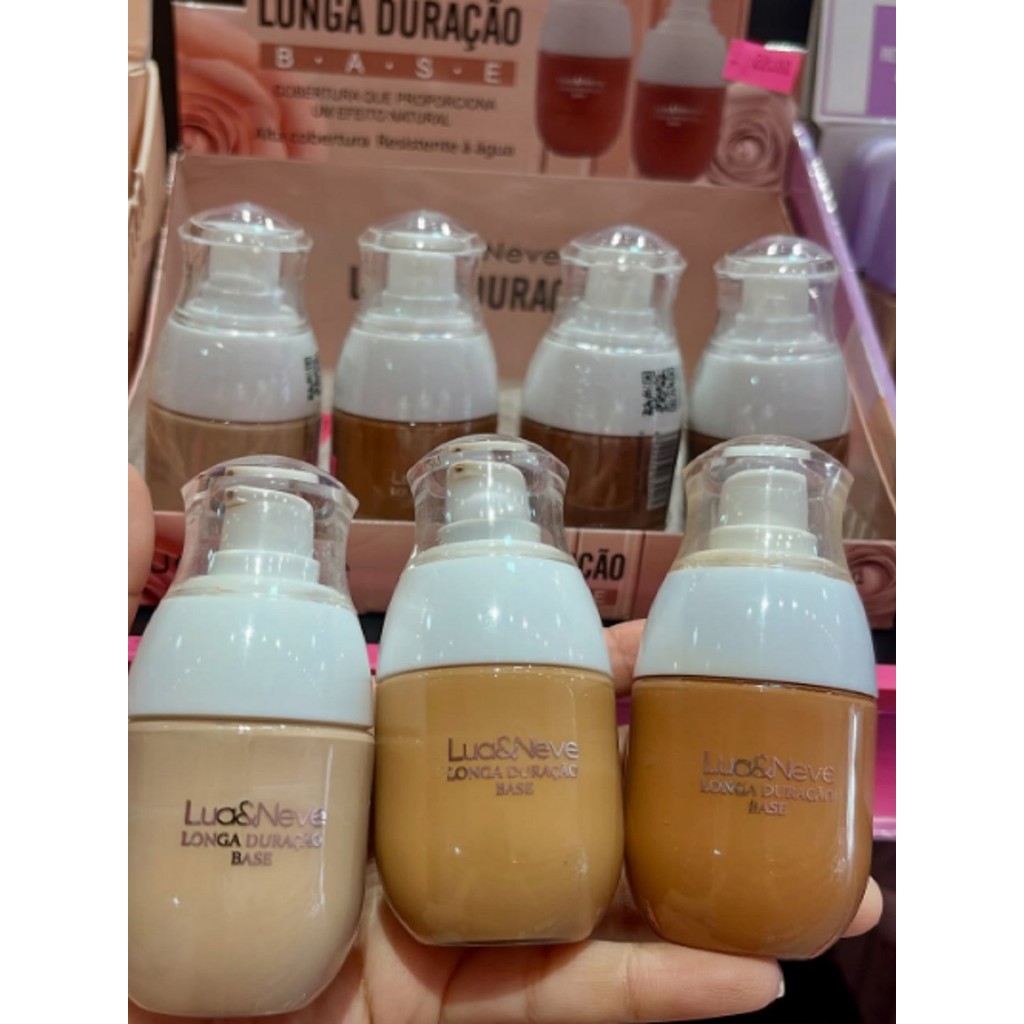 LONGA DURAÇÃO
B·A·S·E
COBERTURA QUE PROPORCIONA
UM EFEITO NATURAL
Alta cobertura Resistente à água
Neve
DURAÇ
ÇÃO
Lua&Neve
LONGA DURAÇÃO
BASE
Lua&Neve
LONGA DURAÇÃO
BASE
Lua&Neve
LONGA DURAÇÃO
BASE